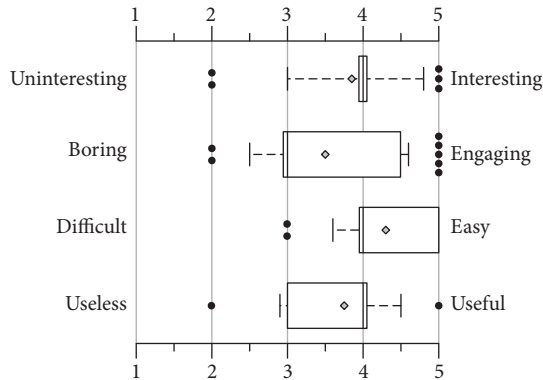 1 2 3 4 5
Uninteresting Interesting
Boring Engaging
Difficult Easy
Useless Useful
1 2 3 4 5